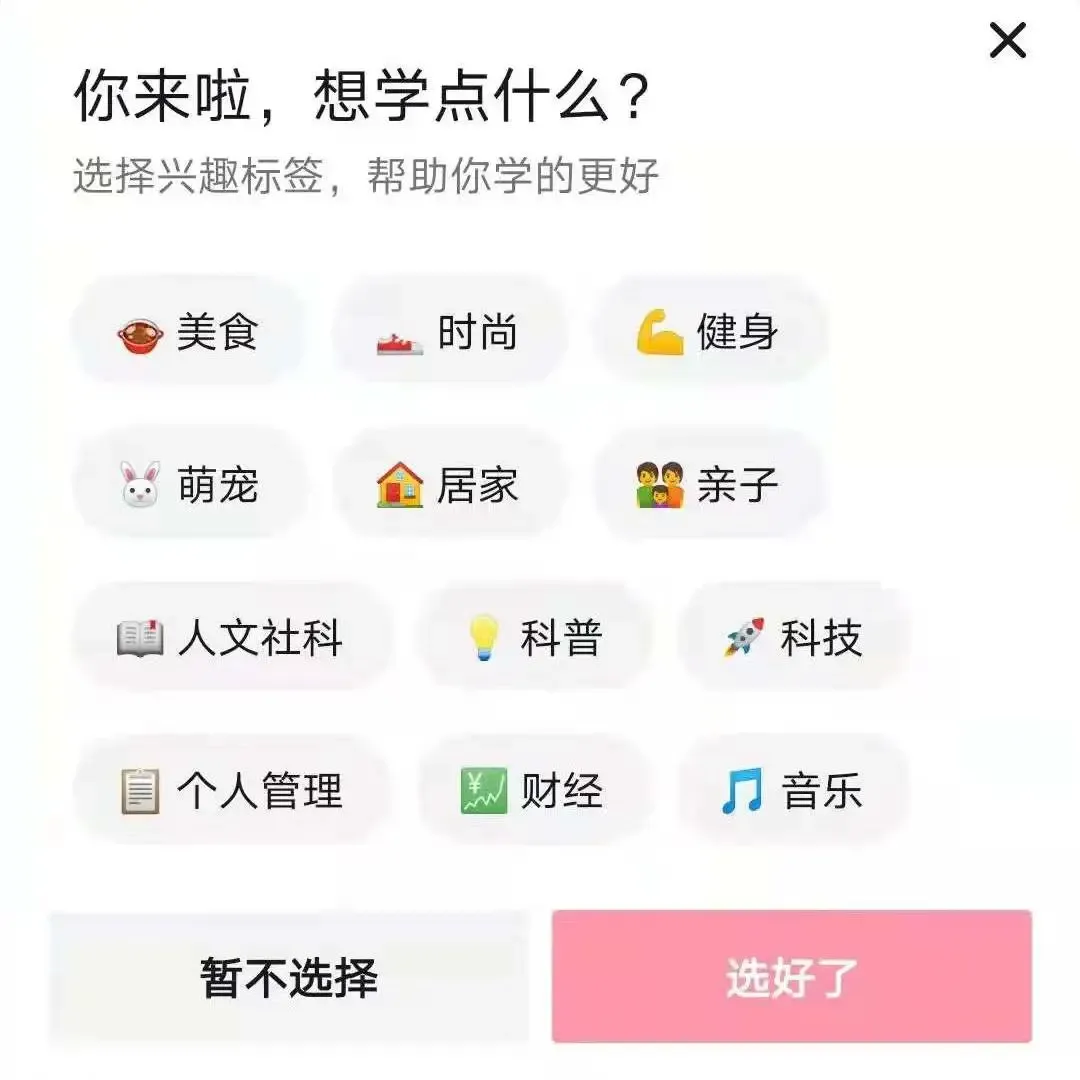 你来啦，想学点什么？
选择兴趣标签，帮助你学的更好
美食 时尚 健身
萌宠 居家 亲子
人文社科 科普 科技
个人管理 财经 音乐
暂不选择 选好了